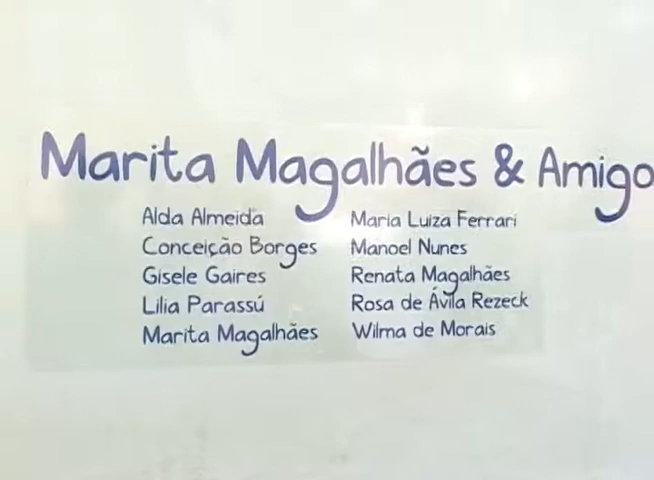 Marita Magalhães & Amigo
Alda Almeida
Conceição Borges
Gisele Gaires
Lilia Parassú
Marita Magalhães
Maria Luiza Ferrari
Manoel Nunes
Renata Magalhães
Rosa de Ávila Rezeck
Wilma de Morais